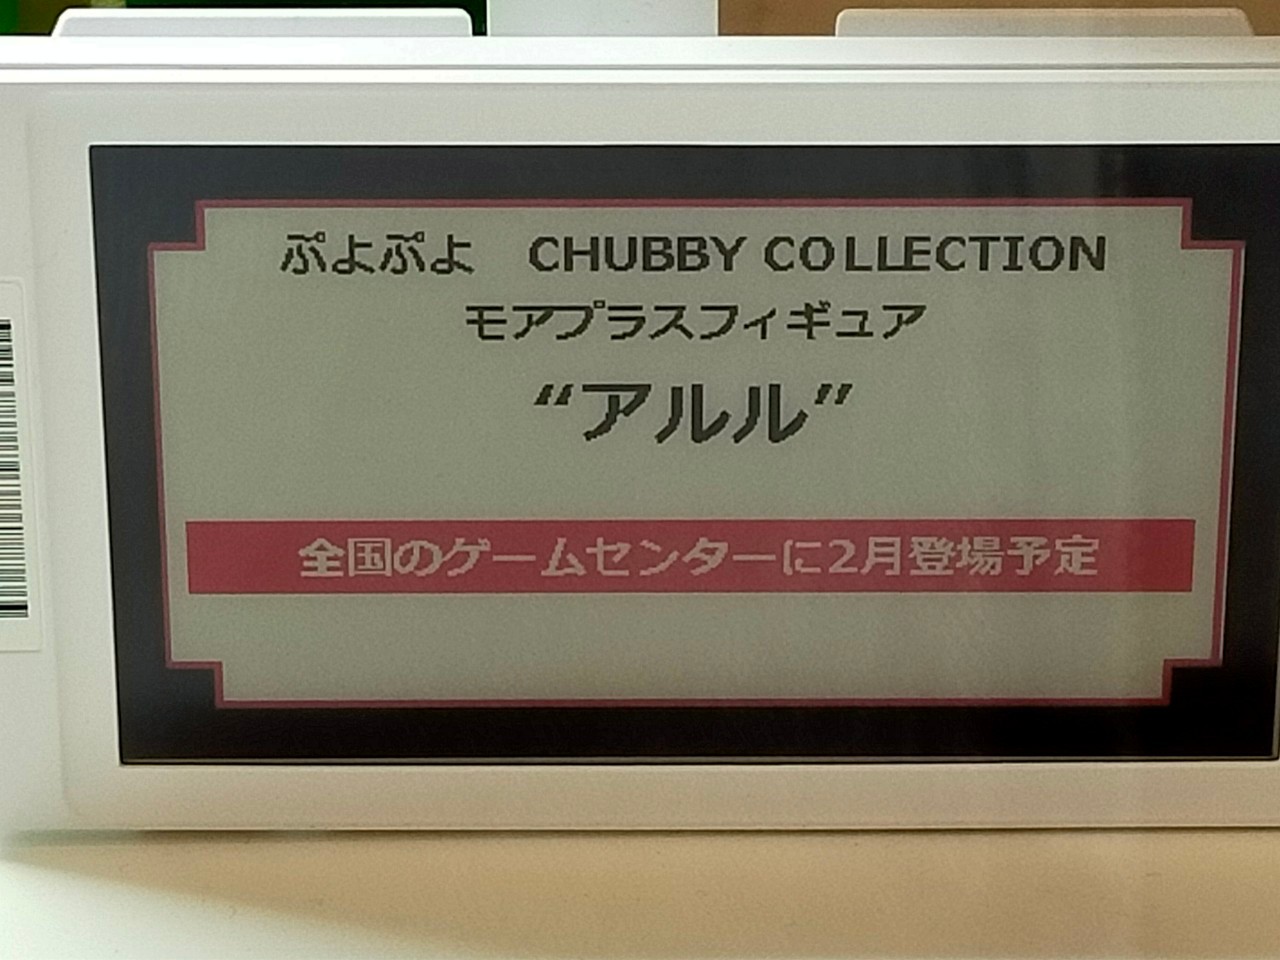 ぷよぷよ　CHUBBY COLLECTION
モアプラスフィギュア
“アルル”
全国のゲームセンターに2月登場予定